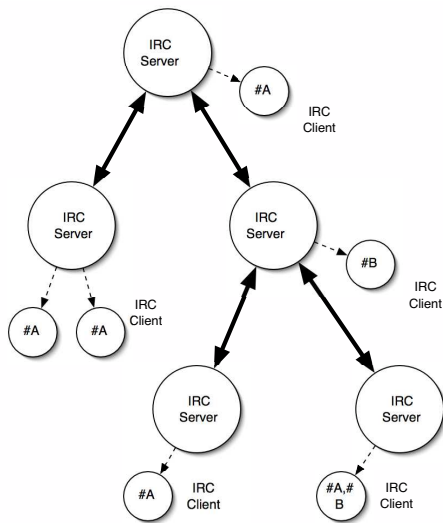 IRC
Server
#A
IRC
Client
IRC
Server
IRC
Server
#B
IRC
Client
#A
#A
IRC
Client
IRC
Server
IRC
Server
#A
IRC
Client
#A,#
B
IRC
Client